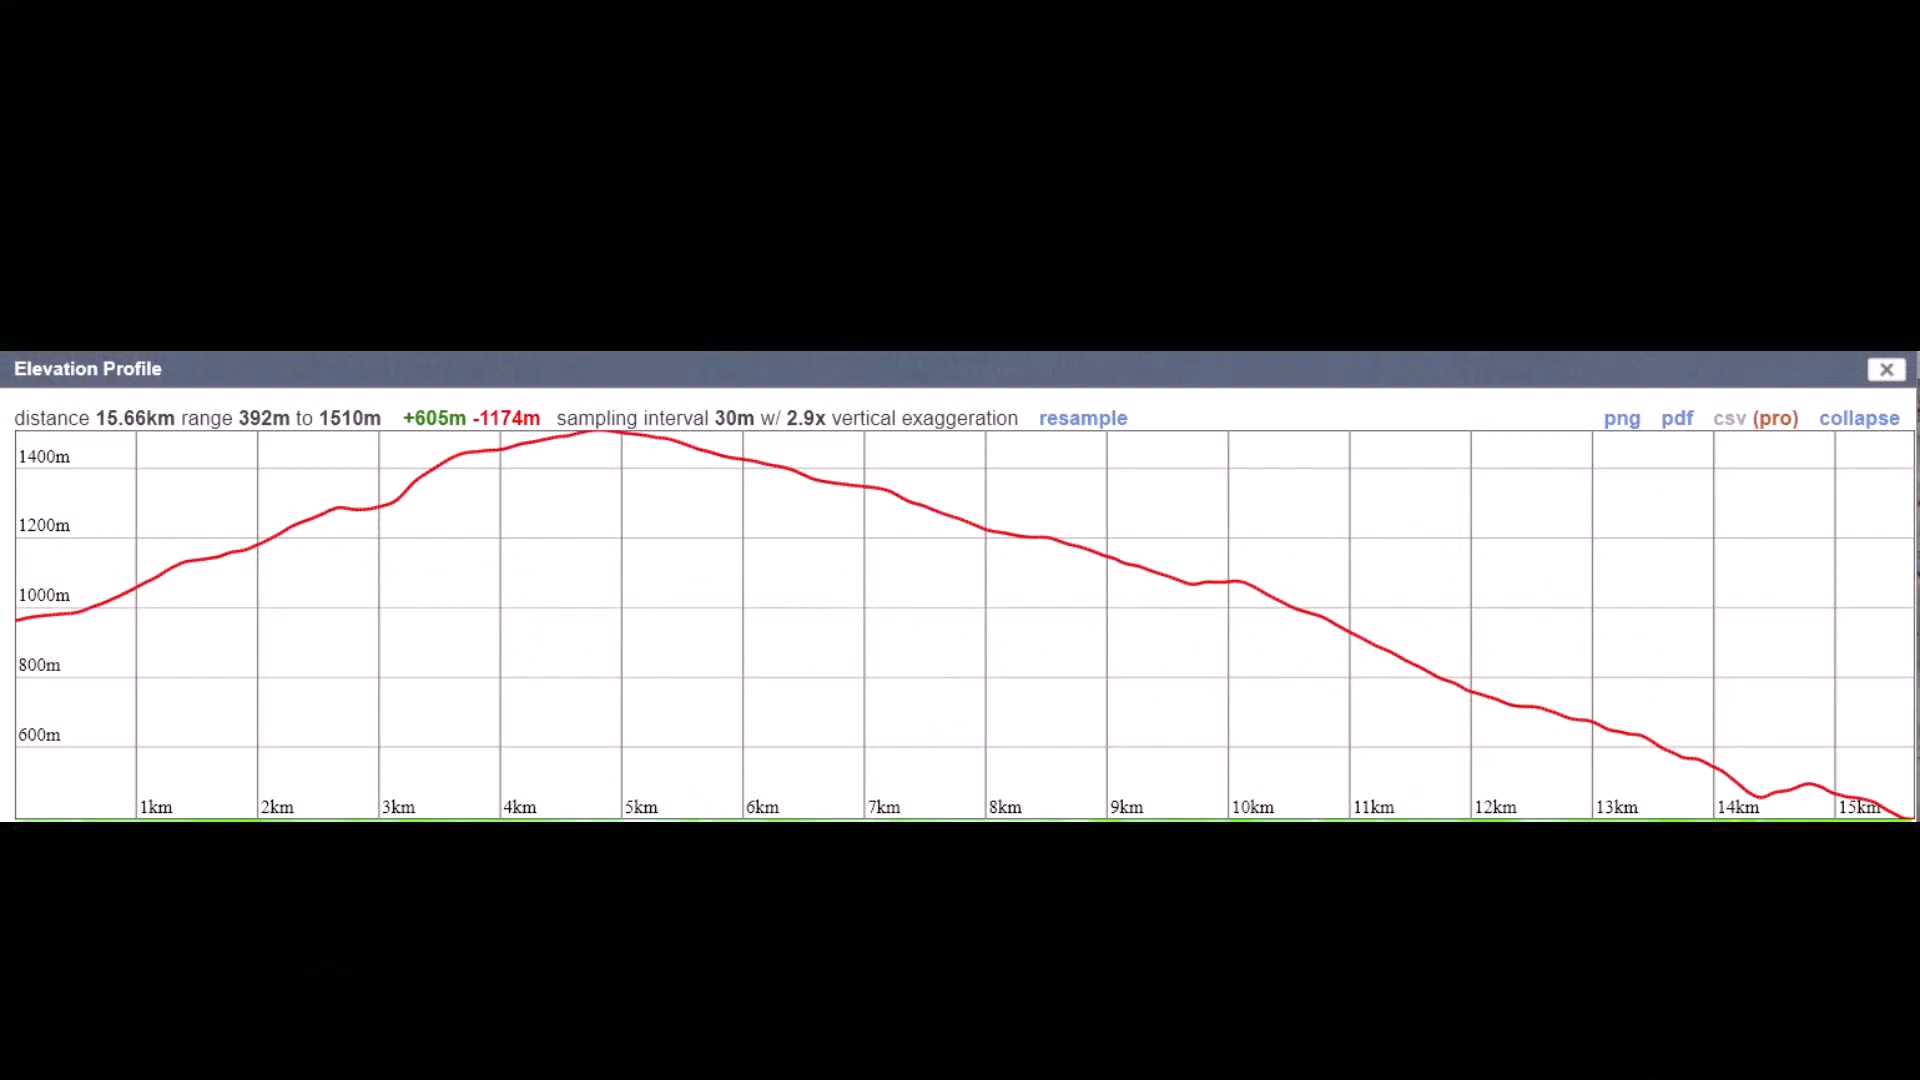 Elevation Profile
distance 15.66km range 392m to 1510m +605m -1174m sampling interval 30m w/ 2.9x vertical exaggeration resample png pdf csv (pro) collapse
1400m
1200m
1000m
800m
600m
1km 2km 3km 4km 5km 6km 7km 8km 9km 10km 11km 12km 13km 14km 15km